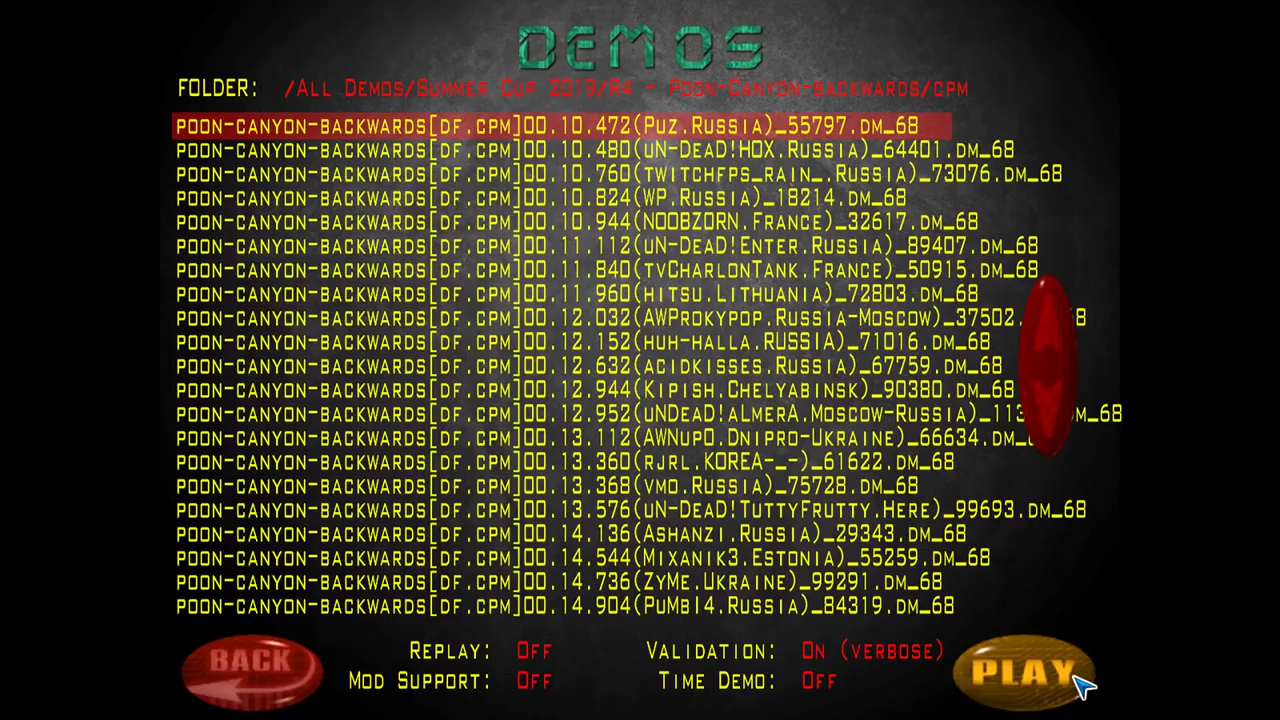 DEMOS
FOLDER: /All Demos/Summer Cup 2019/R4 - Poon-Canyon-backwards/cpm
POON-CANYON-BACKWARDS[DF.CPM]00.10.472(Puz.Russia)_55797.DM_68
POON-CANYON-BACKWARDS[DF.CPM]00.10.480(uN-DeaD!HOX.Russia)_64401.DM_68
POON-CANYON-BACKWARDS[DF.CPM]00.10.760(twitchfps_rain_.Russia)_73076.DM_68
POON-CANYON-BACKWARDS[DF.CPM]00.10.824(WP.Russia)_18214.DM_68
POON-CANYON-BACKWARDS[DF.CPM]00.10.944(NOOBZORN.France)_32617.DM_68
POON-CANYON-BACKWARDS[DF.CPM]00.11.112(uN-DeaD!Enter.Russia)_89407.DM_68
POON-CANYON-BACKWARDS[DF.CPM]00.11.840(tvCharlonTank.France)_50915.DM_68
POON-CANYON-BACKWARDS[DF.CPM]00.11.960(hitsu.Lithuania)_72803.DM_68
POON-CANYON-BACKWARDS[DF.CPM]00.12.032(AWProkypop.Russia-Moscow)_37502. 8
POON-CANYON-BACKWARDS[DF.CPM]00.12.152(huh-halla.RUSSIA)_71016.DM_68
POON-CANYON-BACKWARDS[DF.CPM]00.12.632(acidkisses.Russia)_67759.DM_68
POON-CANYON-BACKWARDS[DF.CPM]00.12.944(Kipish.Chelyabinsk)_90380.DM_68
POON-CANYON-BACKWARDS[DF.CPM]00.12.952(uNDeaD!aLmerA.Moscow-Russia)_113 M_68
POON-CANYON-BACKWARDS[DF.CPM]00.13.112(AWNupO.Dnipro-Ukraine)_66634.DM_
POON-CANYON-BACKWARDS[DF.CPM]00.13.360(rjrl.KOREA-_-)_61622.DM_68
POON-CANYON-BACKWARDS[DF.CPM]00.13.368(vmo.Russia)_75728.DM_68
POON-CANYON-BACKWARDS[DF.CPM]00.13.576(uN-DeaD!TuttyFrutty.Here)_99693.DM_68
POON-CANYON-BACKWARDS[DF.CPM]00.14.136(Ashanzi.Russia)_29343.DM_68
POON-CANYON-BACKWARDS[DF.CPM]00.14.544(Mixanik3.Estonia)_55259.DM_68
POON-CANYON-BACKWARDS[DF.CPM]00.14.736(ZyMe.Ukraine)_99291.DM_68
POON-CANYON-BACKWARDS[DF.CPM]00.14.904(PuMbI4.Russia)_84319.DM_68
BACK Replay: Off Validation: On (verbose) PLAY
Mod Support: Off Time Demo: Off